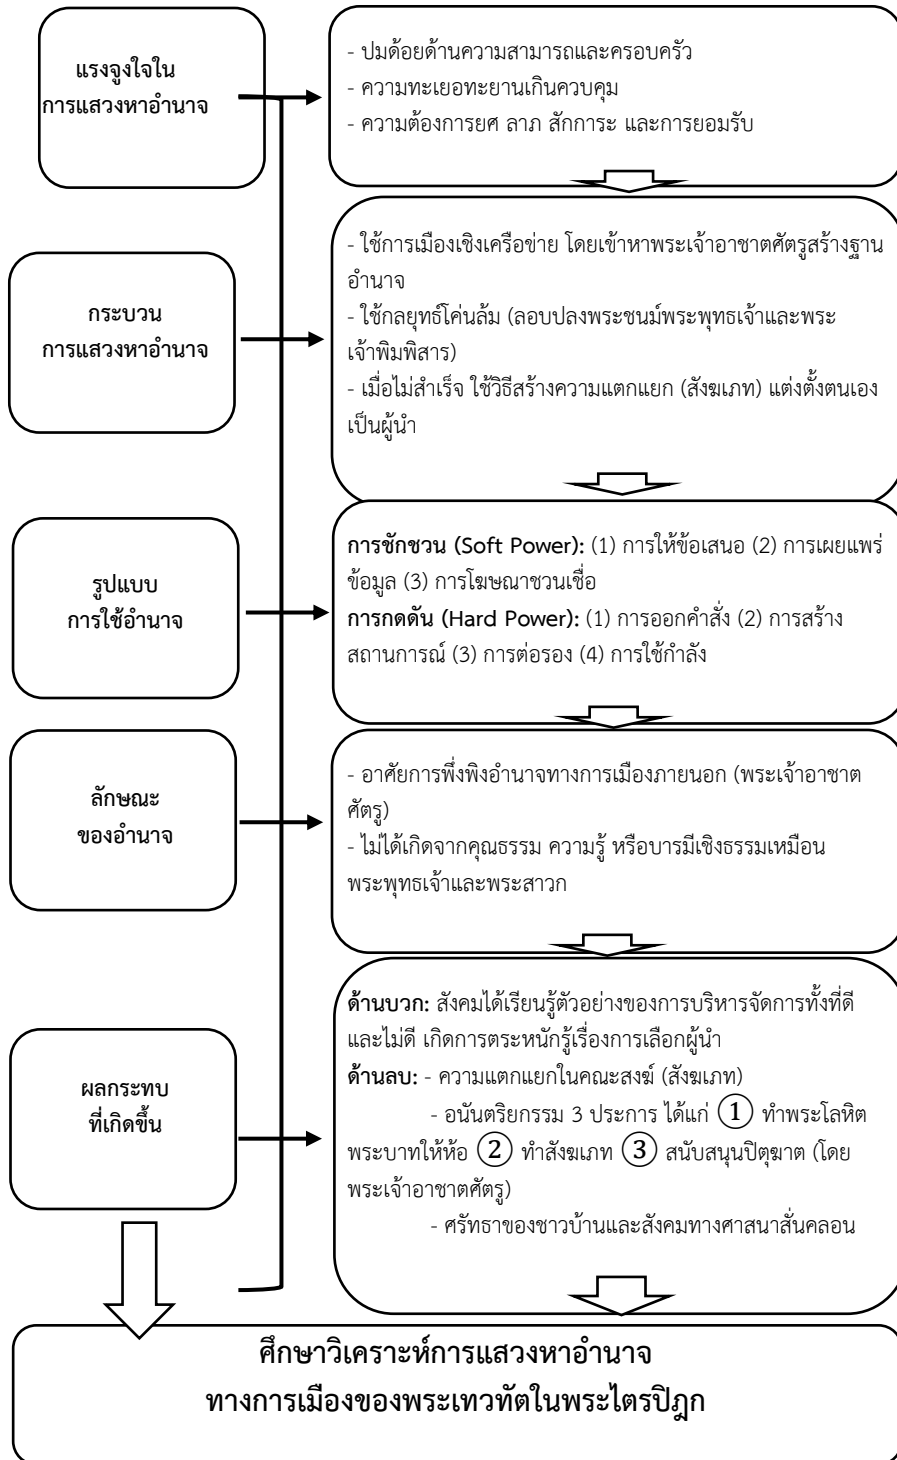 แรงจูงใจใน
การแสวงหาอำนาจ
- ปมด้อยด้านความสามารถและครอบครัว
- ความทะเยอทะยานเกินควบคุม
- ความต้องการยศ ลาภ สักการะ และการยอมรับ
กระบวน
การแสวงหาอำนาจ
- ใช้การเมืองเชิงเครือข่าย โดยเข้าหาพระเจ้าอาชาตศัตรูสร้างฐาน
อำนาจ
- ใช้กลยุทธ์โค่นล้ม (ลอบปลงพระชนม์พระพุทธเจ้าและพระ
เจ้าพิมพิสาร)
- เมื่อไม่สำเร็จ ใช้วิธีสร้างความแตกแยก (สังฆเภท) แต่งตั้งตนเอง
เป็นผู้นำ
รูปแบบ
การใช้อำนาจ
การชักชวน (Soft Power): (1) การให้ข้อเสนอ (2) การเผยแพร่
ข้อมูล (3) การโฆษณาชวนเชื่อ
การกดดัน (Hard Power): (1) การออกคำสั่ง (2) การสร้าง
สถานการณ์ (3) การต่อรอง (4) การใช้กำลัง
ลักษณะ
ของอำนาจ
- อาศัยการพึ่งพิงอำนาจทางการเมืองภายนอก (พระเจ้าอาชาต
ศัตรู)
- ไม่ได้เกิดจากคุณธรรม ความรู้ หรือบารมีเชิงธรรมเหมือน
พระพุทธเจ้าและพระสาวก
ผลกระทบ
ที่เกิดขึ้น
ด้านบวก: สังคมได้เรียนรู้ตัวอย่างของการบริหารจัดการทั้งที่ดี
และไม่ดี เกิดการตระหนักรู้เรื่องการเลือกผู้นำ
ด้านลบ: - ความแตกแยกในคณะสงฆ์ (สังฆเภท)
- อนันตริยกรรม 3 ประการ ได้แก่ ① ทำพระโลหิต
พระบาทให้ห้อ ② ทำสังฆเภท ③ สนับสนุนปิตุฆาต (โดย
พระเจ้าอาชาตศัตรู)
- ศรัทธาของชาวบ้านและสังคมทางศาสนาสั่นคลอน
ศึกษาวิเคราะห์การแสวงหาอำนาจ
ทางการเมืองของพระเทวทัตในพระไตรปิฎก